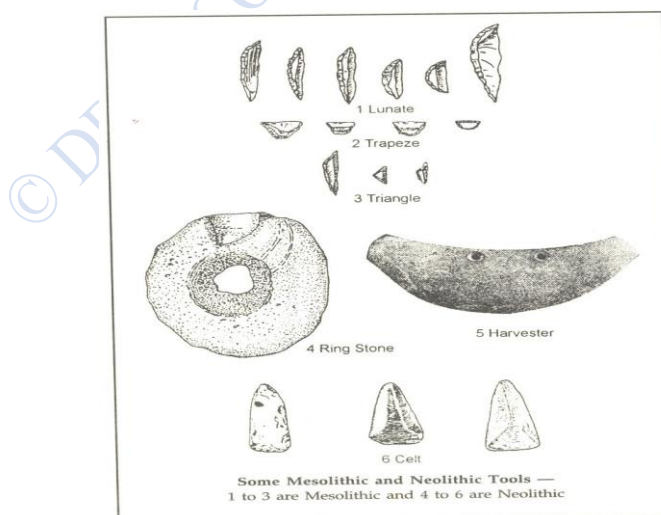 1 Lunate
2 Trapeze
3 Triangle
4 Ring Stone
5 Harvester
6 Celt
Some Mesolithic and Neolithic Tools —
1 to 3 are Mesolithic and 4 to 6 are Neolithic
©